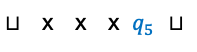 ⊔ x x x q₅ ⊔